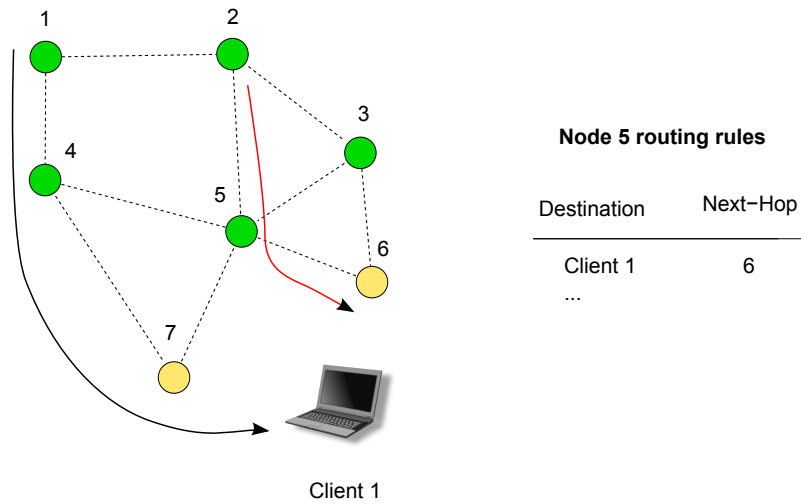 1
2
3
4
5
6
7
Client 1
Node 5 routing rules
Destination Next−Hop
Client 1 6
...